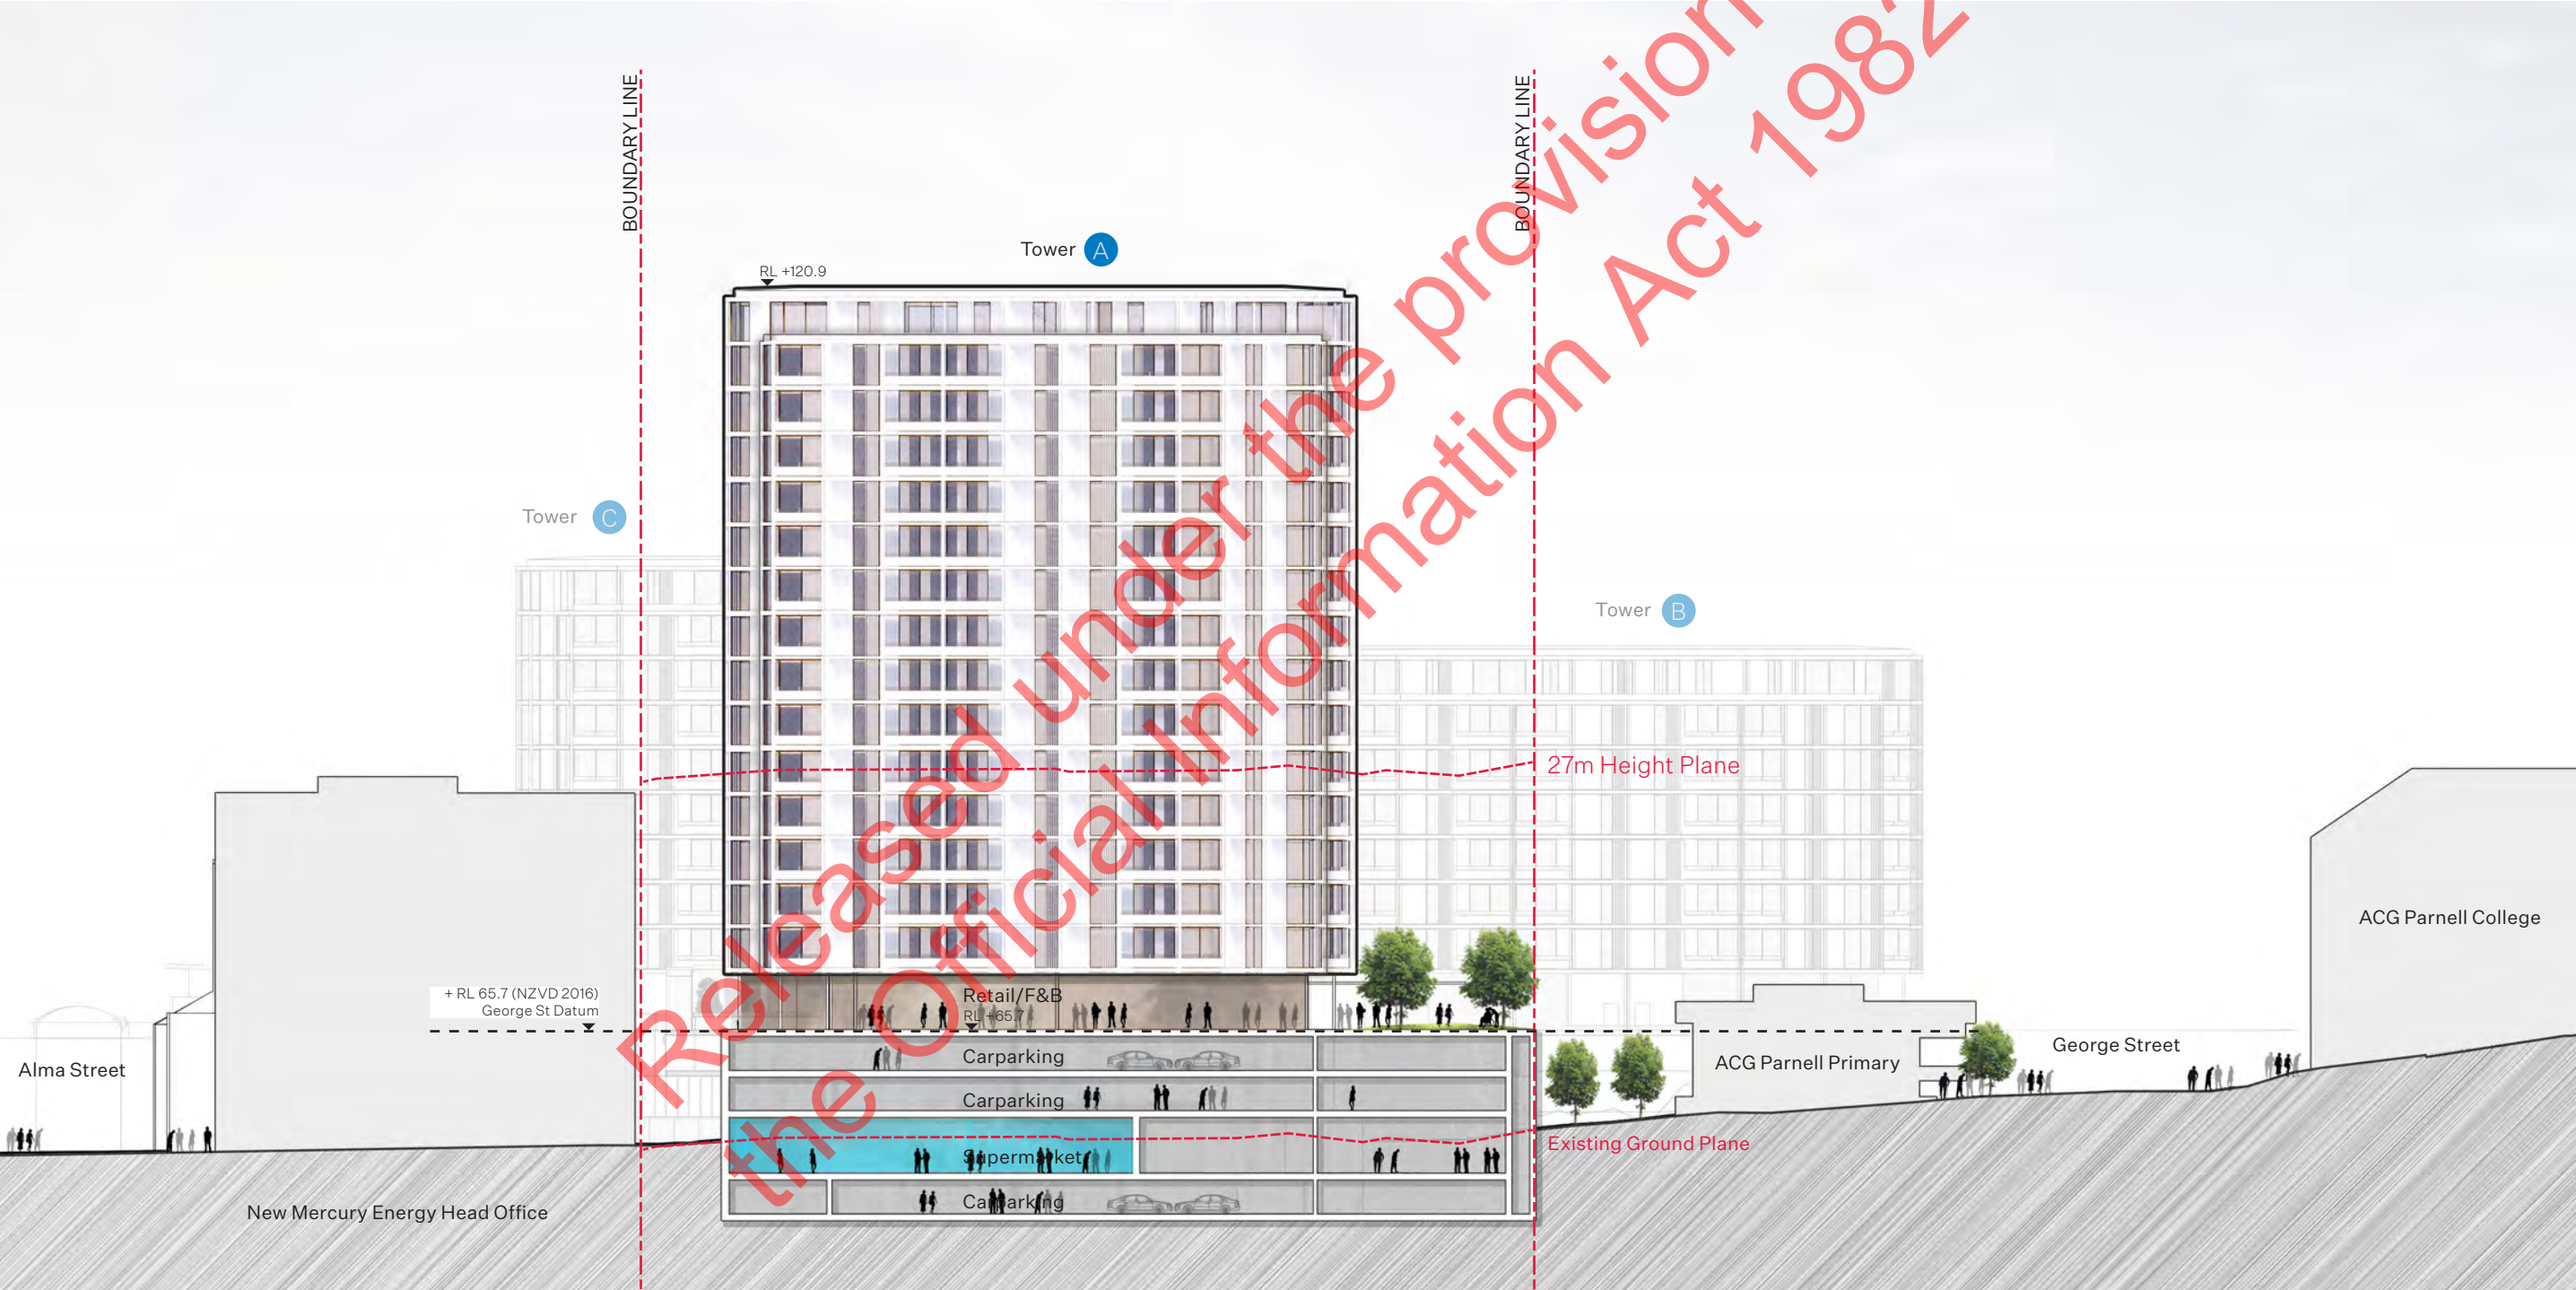 BOUNDARY LINE
BOUNDARY LINE
Released under the provision
the Official Information Act 1982
Tower A
RL +120.9
Tower C
Tower B
27m Height Plane
ACG Parnell College
+ RL 65.7 (NZVD 2016)
George St Datum
Retail/F&B
RL +65.7
Alma Street
Carparking
ACG Parnell Primary
George Street
Carparking
Existing Ground Plane
Supermarket
Carparking
New Mercury Energy Head Office